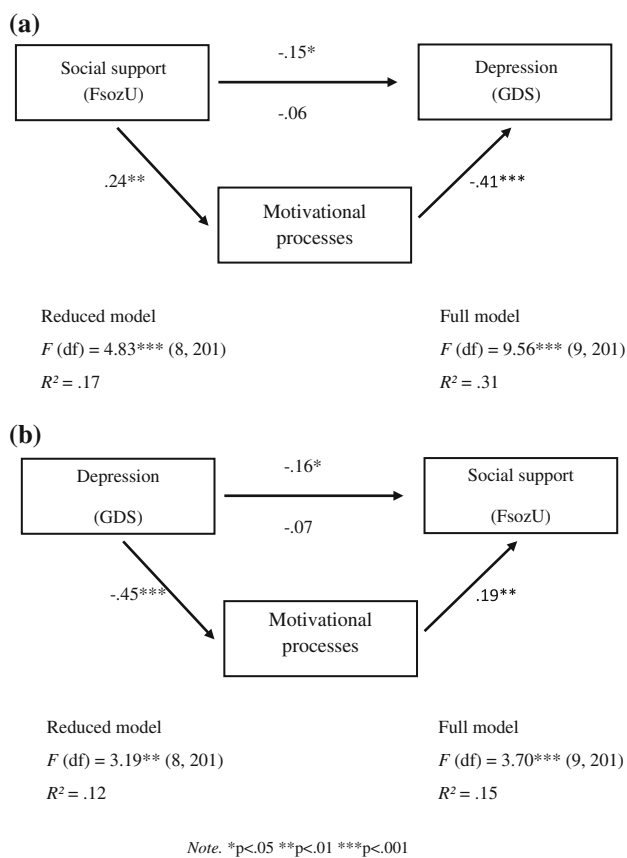 (a)
Social support
(FsozU)
-.15*
-.06
Depression
(GDS)
.24**
-.41***
Motivational
processes
Reduced model
F (df) = 4.83*** (8, 201)
R² = .17
Full model
F (df) = 9.56*** (9, 201)
R² = .31
(b)
Depression
(GDS)
-.16*
-.07
Social support
(FsozU)
-.45***
.19**
Motivational
processes
Reduced model
F (df) = 3.19** (8, 201)
R² = .12
Full model
F (df) = 3.70*** (9, 201)
R² = .15
Note. *p<.05 **p<.01 ***p<.001